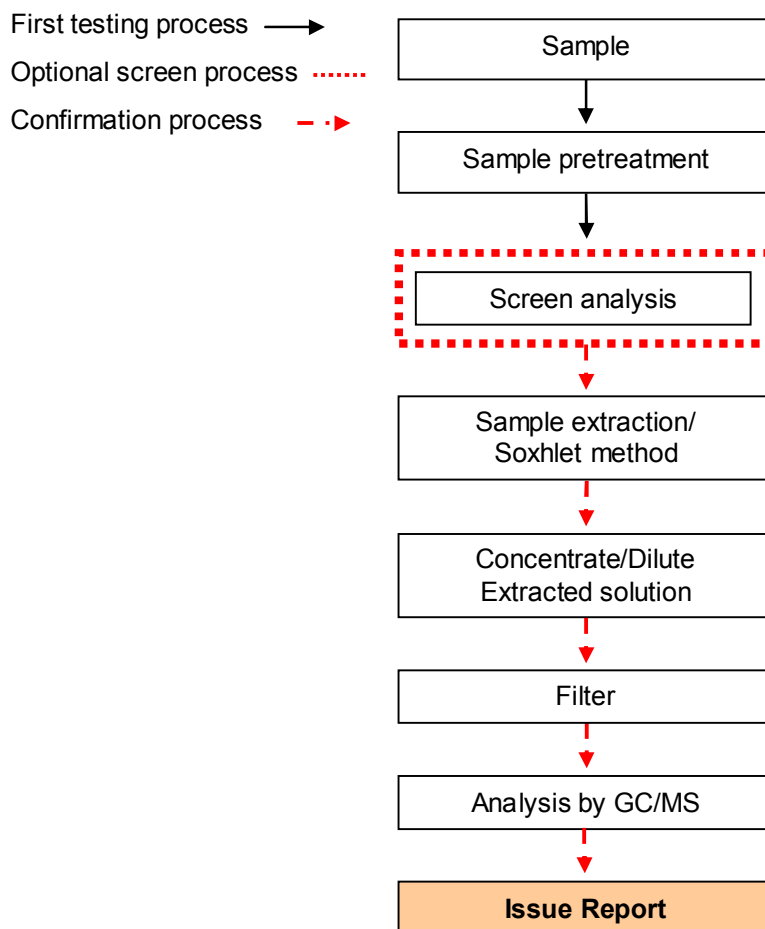 First testing process
Optional screen process
Confirmation process
Sample
Sample pretreatment
Screen analysis
Sample extraction/
Soxhlet method
Concentrate/Dilute
Extracted solution
Filter
Analysis by GC/MS
Issue Report